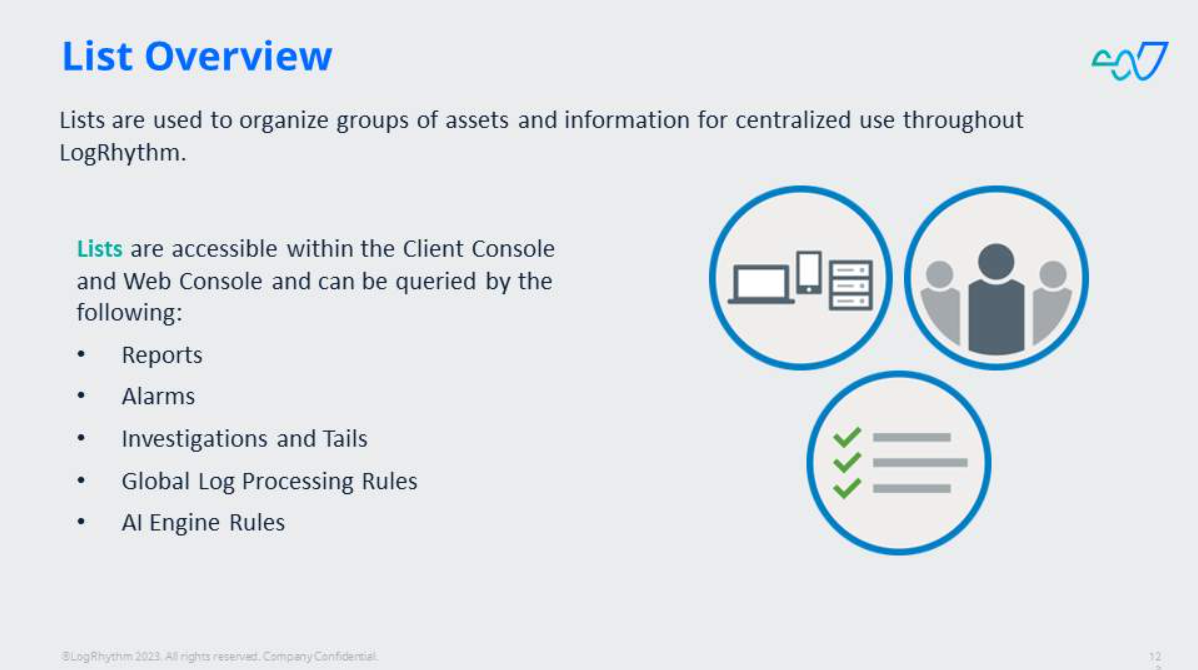 List Overview
Lists are used to organize groups of assets and information for centralized use throughout
LogRhythm.
Lists are accessible within the Client Console
and Web Console and can be queried by the
following:
• Reports
• Alarms
• Investigations and Tails
• Global Log Processing Rules
• AI Engine Rules
©LogRhythm 2023. All rights reserved. Company Confidential.
12